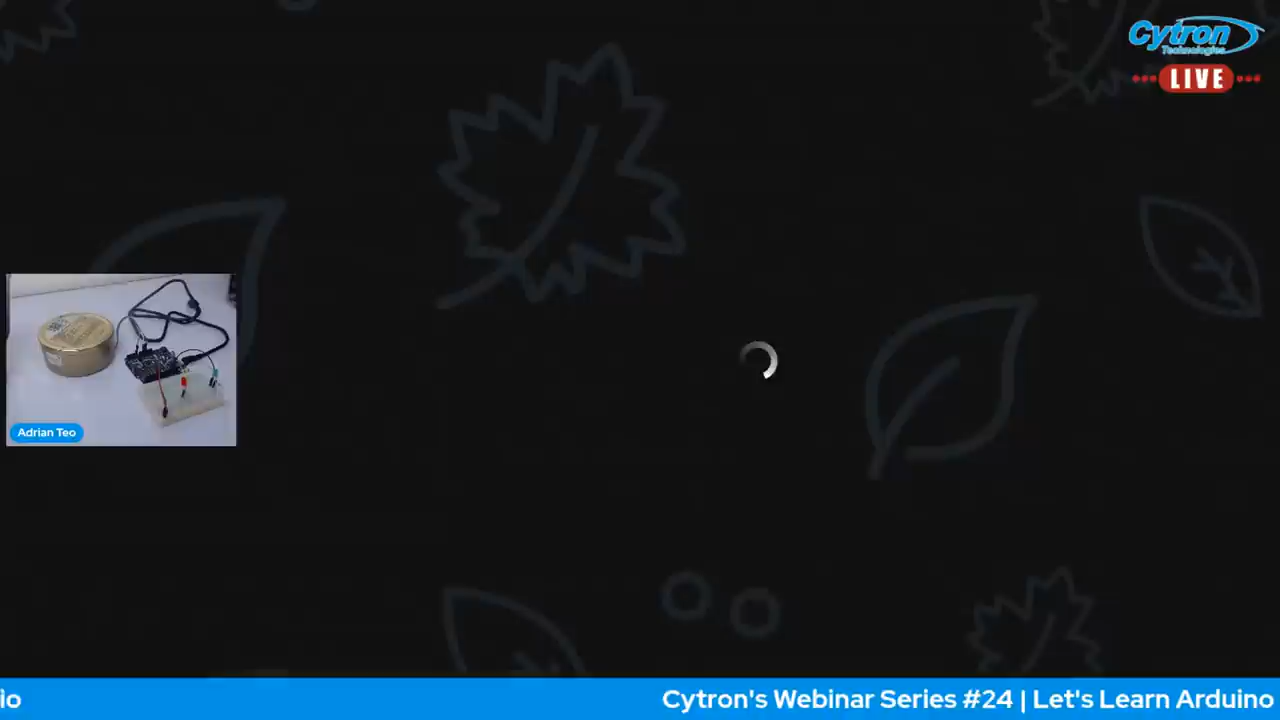 Cytron
Technologies
LIVE
Adrian Teo
io
Cytron's Webinar Series #24 | Let's Learn Arduino